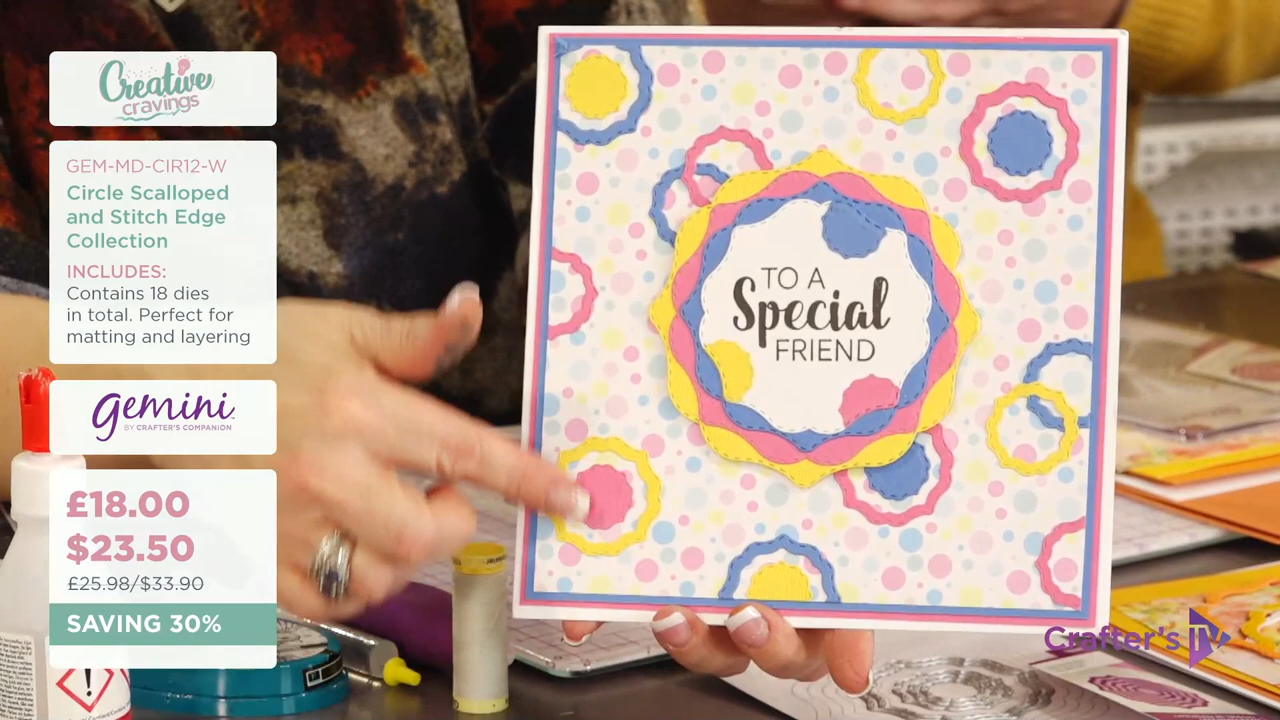 Creative
cravings
GEM-MD-CIR12-W
Circle Scalloped
and Stitch Edge
Collection
INCLUDES:
Contains 18 dies
in total. Perfect for
matting and layering
gemini
BY CRAFTER'S COMPANION
£18.00
$23.50
£25.98/$33.90
SAVING 30%
TO A
Special
FRIEND
Crafter's TV